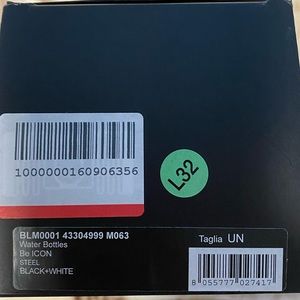 1000000160906356
L32
BLM0001 43304999 M063
Water Bottles
Be ICON
STEEL
BLACK+WHITE
Taglia UN
8 055777 027417